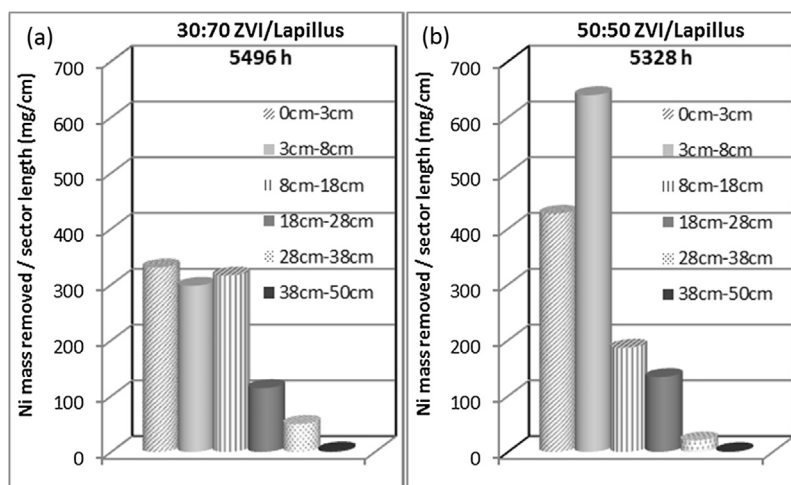 (a)
30:70 ZVI/Lapillus
5496 h
Ni mass removed / sector length (mg/cm)
700
600
500
400
300
200
100
0
0cm-3cm
3cm-8cm
8cm-18cm
18cm-28cm
28cm-38cm
38cm-50cm
(b)
50:50 ZVI/Lapillus
5328 h
Ni mass removed / sector length (mg/cm)
700
600
500
400
300
200
100
0
0cm-3cm
3cm-8cm
8cm-18cm
18cm-28cm
28cm-38cm
38cm-50cm